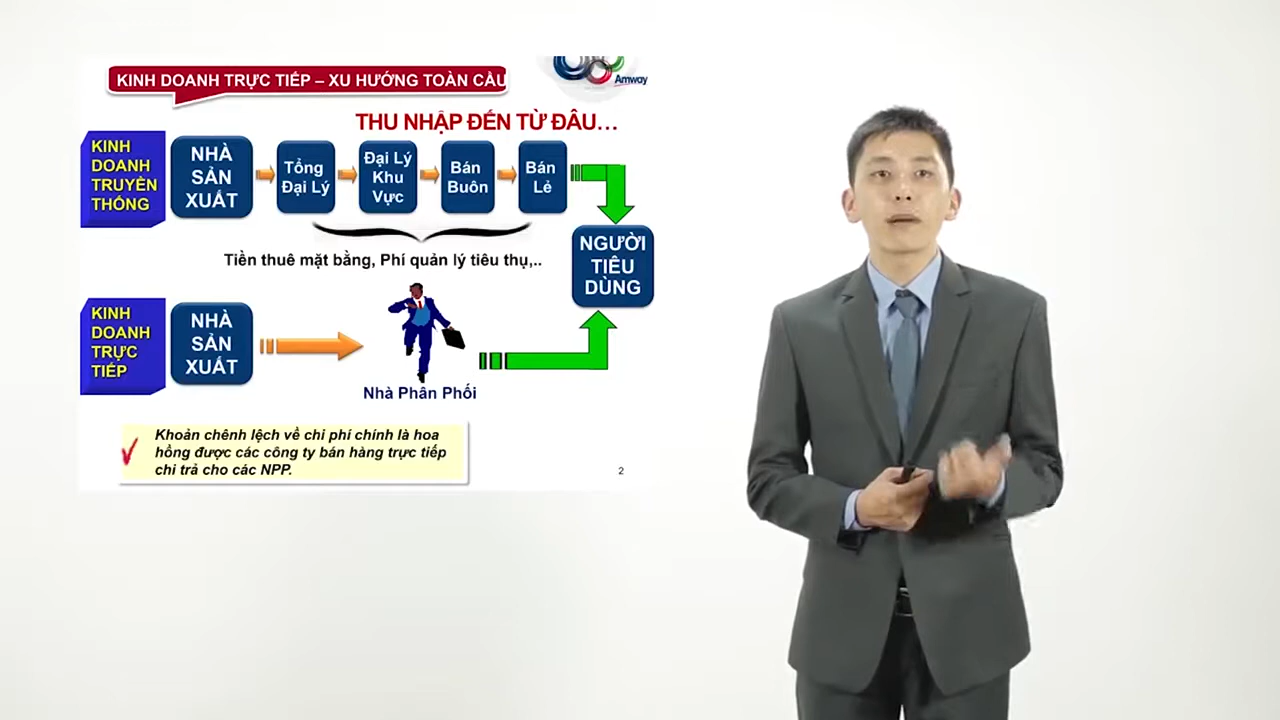 KINH DOANH TRỰC TIẾP – XU HƯỚNG TOÀN CẦU
Amway
THU NHẬP ĐẾN TỪ ĐÂU...
KINH
DOANH
TRUYỀN
THỐNG
NHÀ
SẢN
XUẤT
Tổng
Đại Lý
Đại Lý
Khu
Vực
Bán
Buôn
Bán
Lẻ
Tiền thuê mặt bằng, Phí quản lý tiêu thụ,..
NGƯỜI
TIÊU
DÙNG
KINH
DOANH
TRỰC
TIẾP
NHÀ
SẢN
XUẤT
Nhà Phân Phối
Khoản chênh lệch về chi phí chính là hoa
hồng được các công ty bán hàng trực tiếp
chi trả cho các NPP.
2